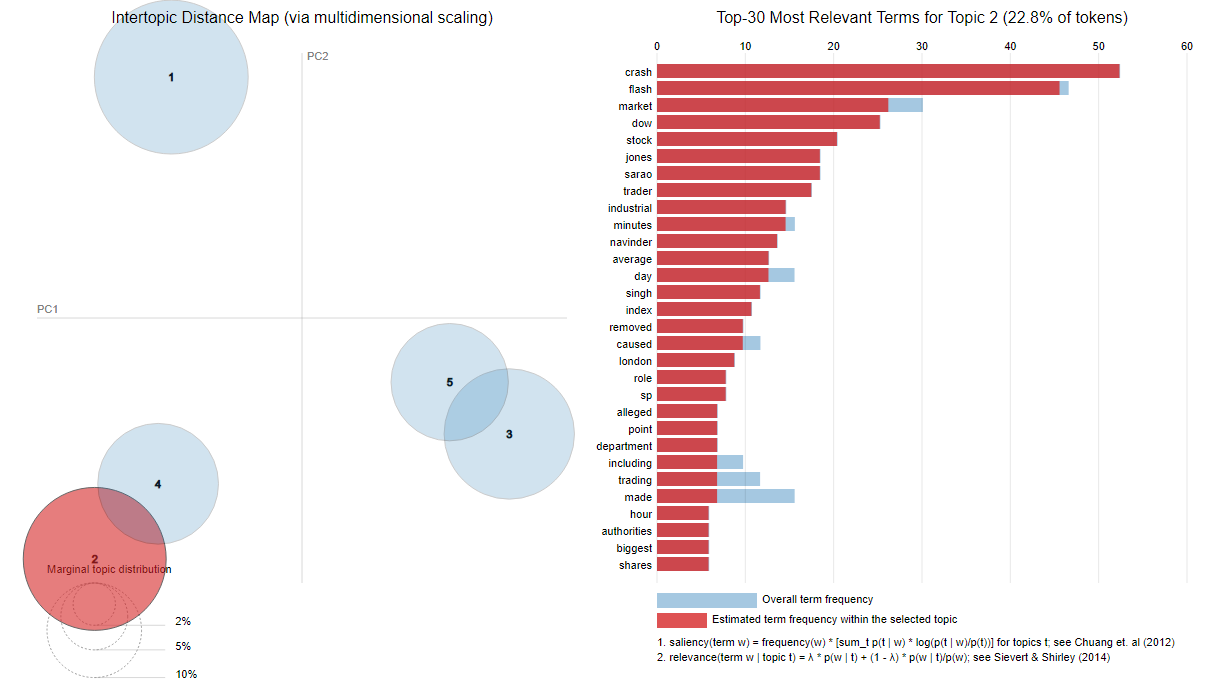 Intertopic Distance Map (via multidimensional scaling)
PC2
1
PC1
5
3
4
2
Marginal topic distribution
2%
5%
10%
Top-30 Most Relevant Terms for Topic 2 (22.8% of tokens)
0 10 20 30 40 50 60
crash
flash
market
dow
stock
jones
sarao
trader
industrial
minutes
navinder
average
day
singh
index
removed
caused
london
role
sp
alleged
point
department
including
trading
made
hour
authorities
biggest
shares
Overall term frequency
Estimated term frequency within the selected topic
1. saliency(term w) = frequency(w) * [sum_t p(t | w) * log(p(t | w)/p(t))] for topics t; see Chuang et. al (2012)
2. relevance(term w | topic t) = λ * p(w | t) + (1 - λ) * p(w | t)/p(w); see Sievert & Shirley (2014)